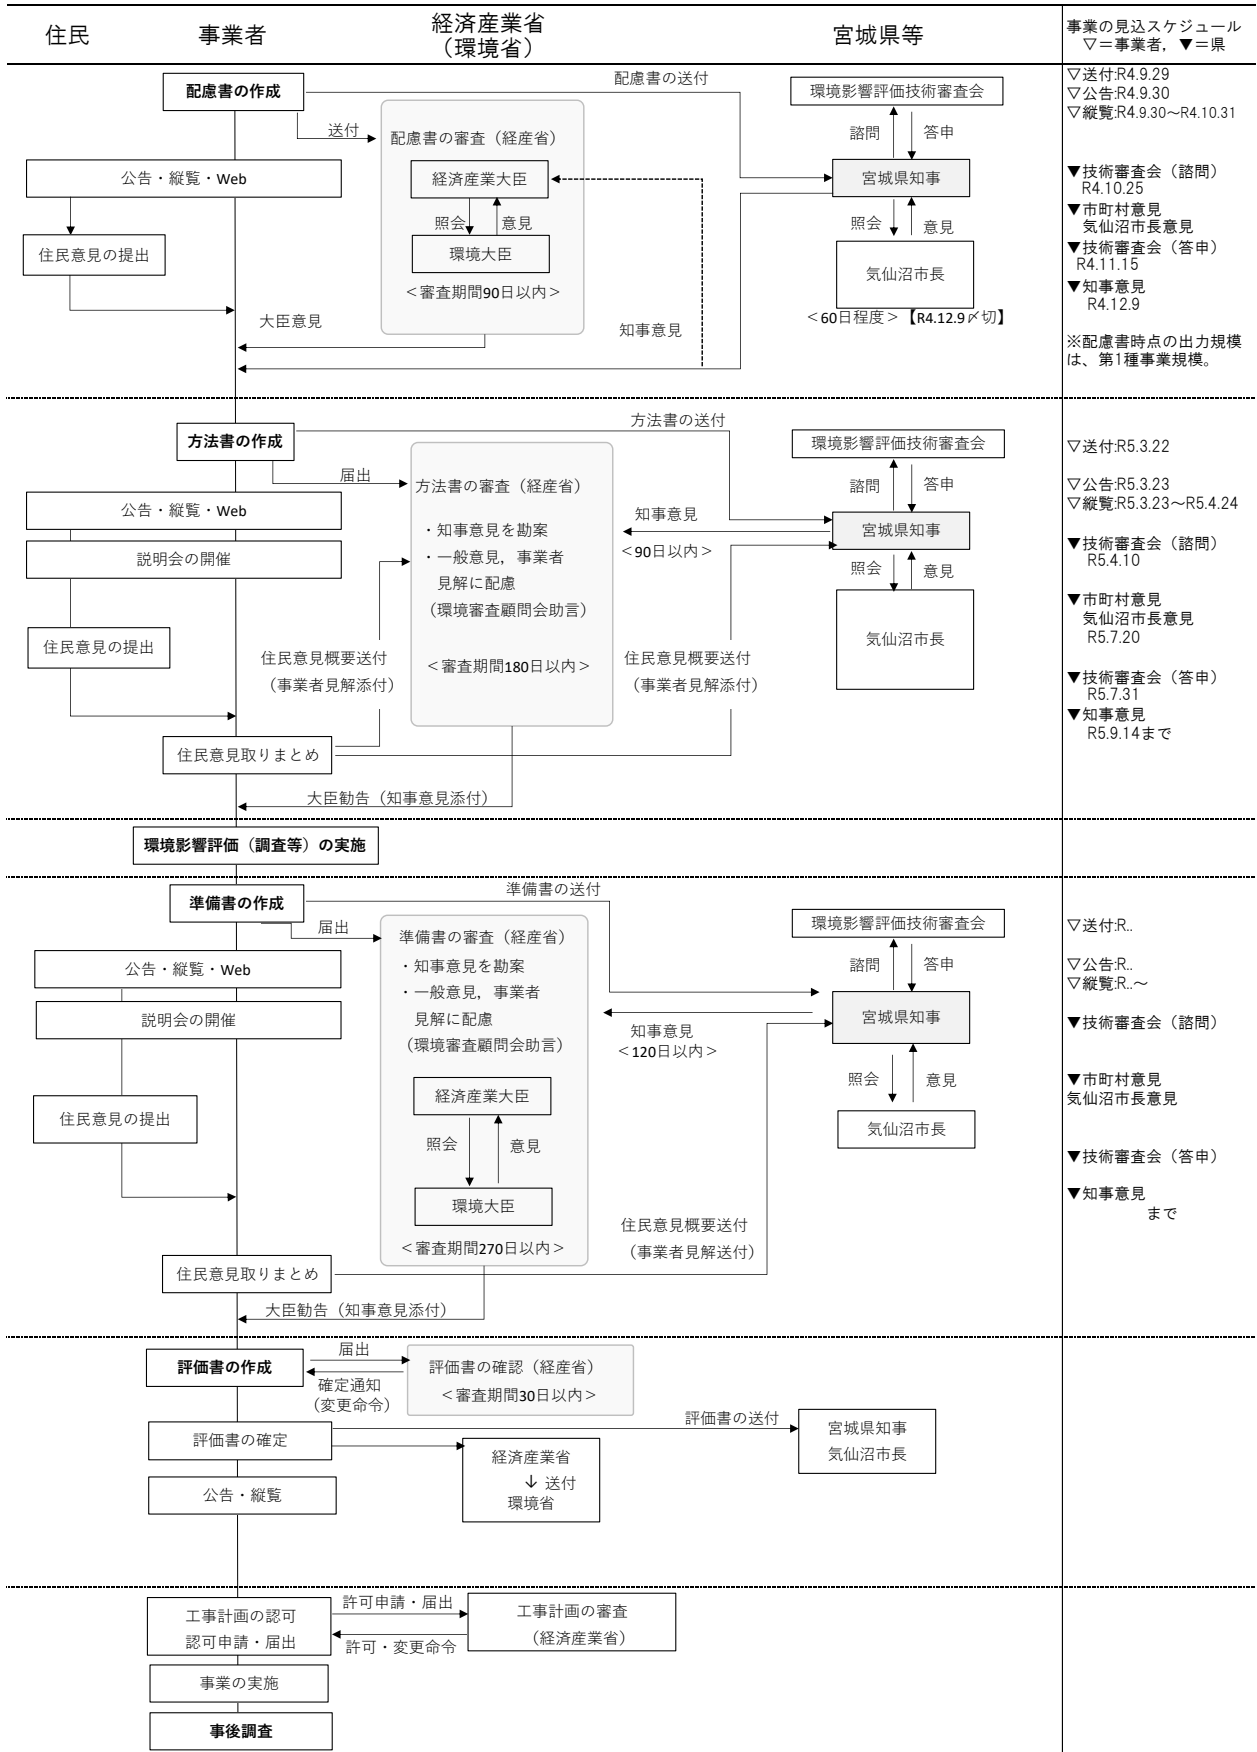 住民
事業者
経済産業省
（環境省）
宮城県等
事業の見込スケジュール
▽＝事業者，▼＝県
配慮書の作成
配慮書の送付
環境影響評価技術審査会
▽送付:R4.9.29
▽公告:R4.9.30
▽縦覧:R4.9.30～R4.10.31
送付
配慮書の審査（経産省）
諮問
答申
公告・縦覧・Web
経済産業大臣
宮城県知事
▼技術審査会（諮問）
R4.10.25
照会
意見
照会
意見
▼市町村意見
気仙沼市長意見
住民意見の提出
環境大臣
気仙沼市長
▼技術審査会（答申）
R4.11.15
＜審査期間90日以内＞
▼知事意見
R4.12.9
大臣意見
知事意見
＜60日程度＞【R4.12.9〆切】
※配慮書時点の出力規模
は、第1種事業規模。
方法書の作成
方法書の送付
環境影響評価技術審査会
▽送付:R5.3.22
届出
方法書の審査（経産省）
諮問
答申
▽公告:R5.3.23
▽縦覧:R5.3.23～R5.4.24
公告・縦覧・Web
・知事意見を勘案
知事意見
宮城県知事
説明会の開催
・一般意見，事業者
見解に配慮
＜90日以内＞
▼技術審査会（諮問）
R5.4.10
照会
意見
（環境審査顧問会助言）
▼市町村意見
気仙沼市長意見
R5.7.20
住民意見の提出
気仙沼市長
住民意見概要送付
（事業者見解添付）
＜審査期間180日以内＞
住民意見概要送付
（事業者見解添付）
▼技術審査会（答申）
R5.7.31
▼知事意見
R5.9.14まで
住民意見取りまとめ
大臣勧告（知事意見添付）
環境影響評価（調査等）の実施
準備書の作成
準備書の送付
環境影響評価技術審査会
▽送付:R..
届出
準備書の審査（経産省）
諮問
答申
▽公告:R..
▽縦覧:R..～
公告・縦覧・Web
・知事意見を勘案
・一般意見，事業者
見解に配慮
説明会の開催
宮城県知事
▼技術審査会（諮問）
知事意見
＜120日以内＞
（環境審査顧問会助言）
照会
意見
▼市町村意見
気仙沼市長意見
経済産業大臣
住民意見の提出
気仙沼市長
照会
意見
▼技術審査会（答申）
環境大臣
▼知事意見
まで
住民意見概要送付
（事業者見解送付）
＜審査期間270日以内＞
住民意見取りまとめ
大臣勧告（知事意見添付）
評価書の作成
届出
確定通知
（変更命令）
評価書の確認（経産省）
＜審査期間30日以内＞
評価書の確定
評価書の送付
宮城県知事
気仙沼市長
経済産業省
↓ 送付
環境省
公告・縦覧
工事計画の認可
認可申請・届出
許可申請・届出
許可・変更命令
工事計画の審査
（経済産業省）
事業の実施
事後調査